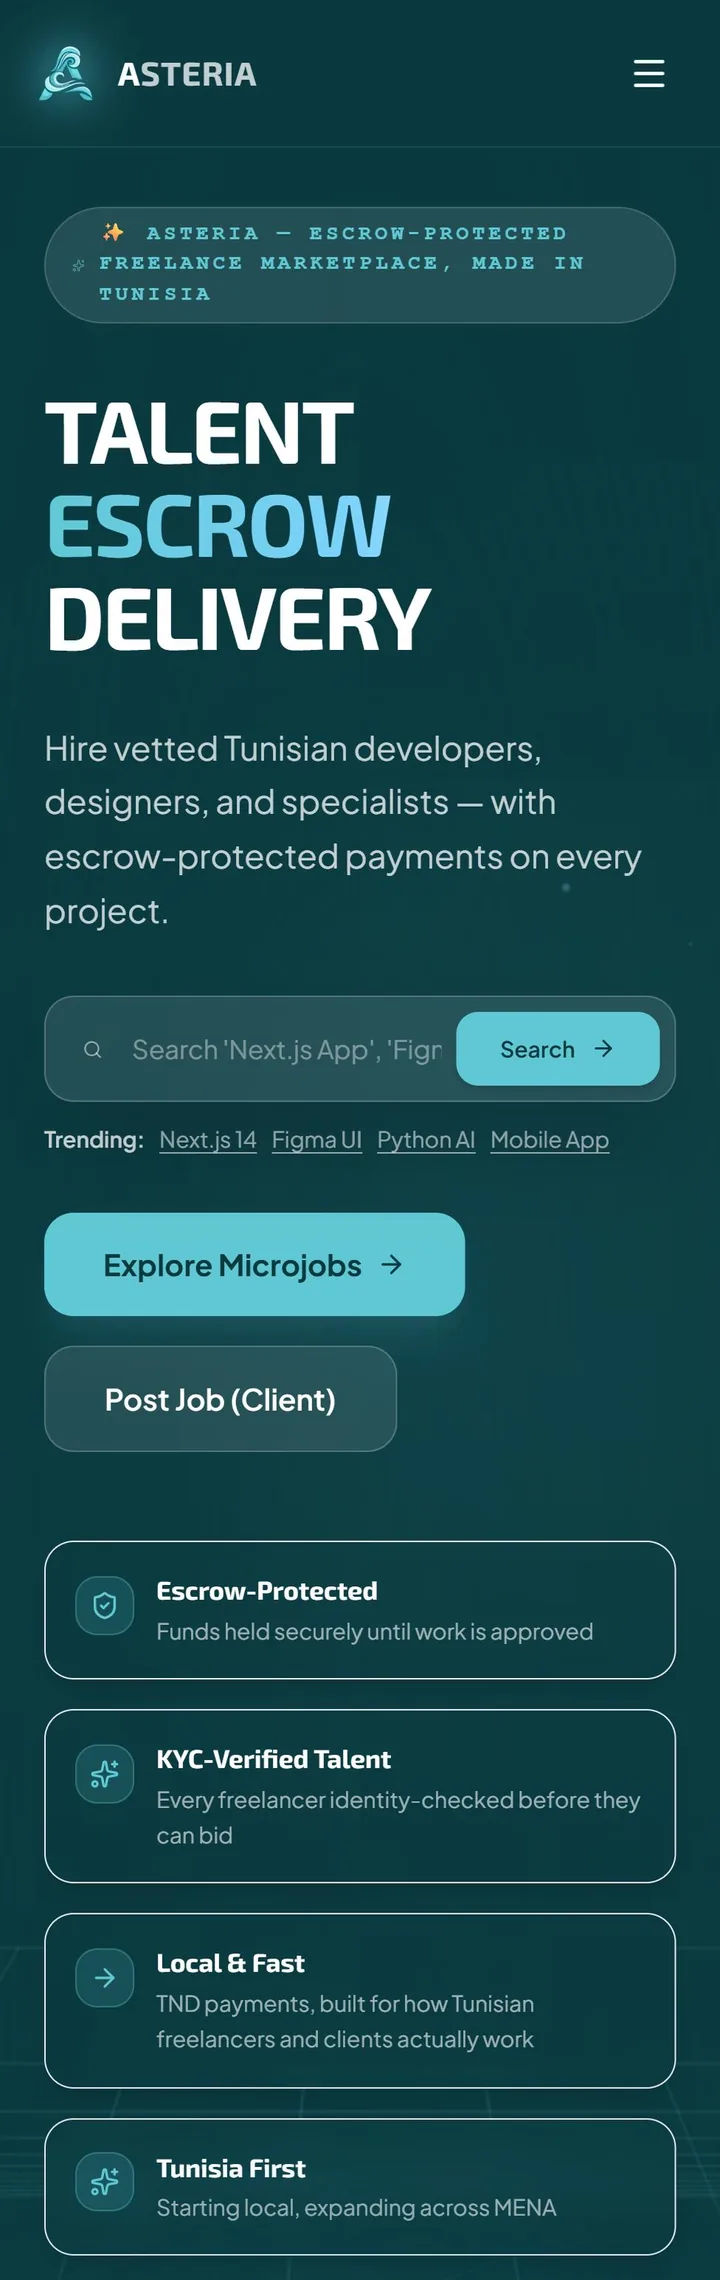 ASTERIA
✨ ASTERIA — ESCROW-PROTECTED
FREELANCE MARKETPLACE, MADE IN
TUNISIA
TALENT
ESCROW
DELIVERY
Hire vetted Tunisian developers,
designers, and specialists — with
escrow-protected payments on every
project.
Search 'Next.js App', 'Figm
Search →
Trending: Next.js 14 Figma UI Python AI Mobile App
Explore Microjobs →
Post Job (Client)
Escrow-Protected
Funds held securely until work is approved
KYC-Verified Talent
Every freelancer identity-checked before they
can bid
Local & Fast
TND payments, built for how Tunisian
freelancers and clients actually work
Tunisia First
Starting local, expanding across MENA